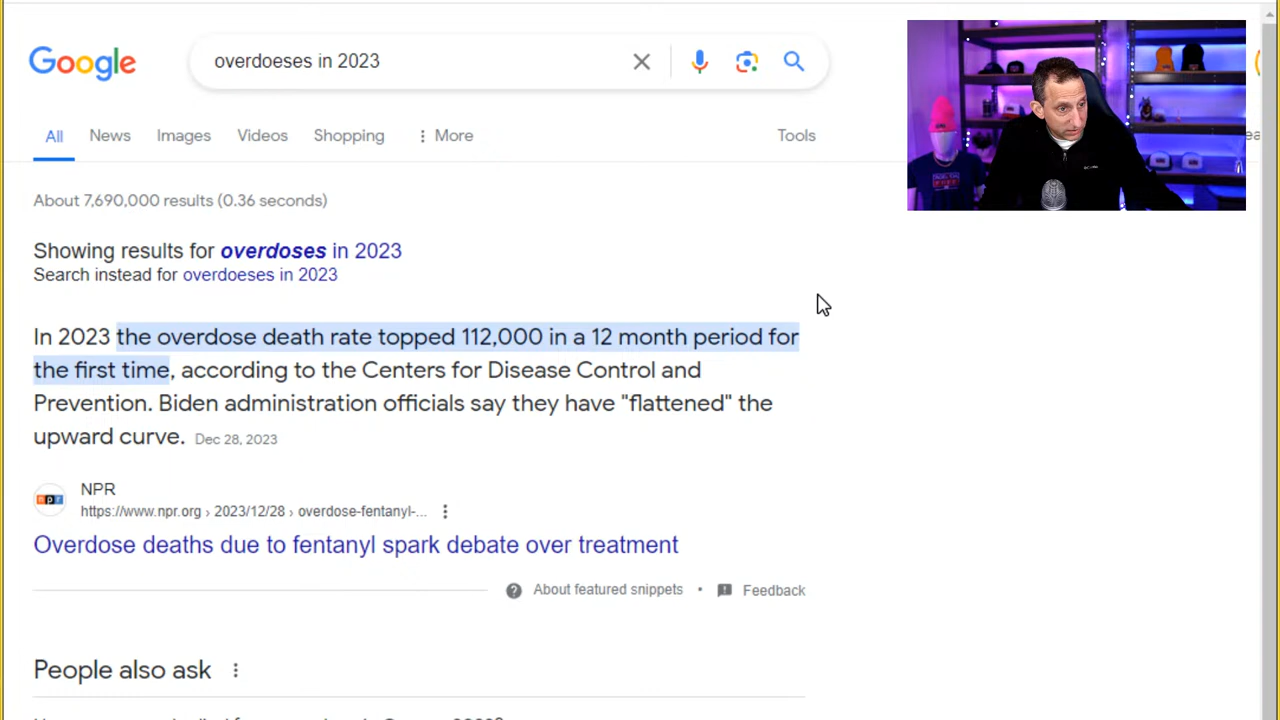 Google
overdoeses in 2023
All News Images Videos Shopping More Tools
About 7,690,000 results (0.36 seconds)
Showing results for overdoses in 2023
Search instead for overdoeses in 2023
In 2023 the overdose death rate topped 112,000 in a 12 month period for
the first time, according to the Centers for Disease Control and
Prevention. Biden administration officials say they have "flattened" the
upward curve. Dec 28, 2023
npr NPR
https://www.npr.org › 2023/12/28 › overdose-fentanyl-...
Overdose deaths due to fentanyl spark debate over treatment
About featured snippets • Feedback
People also ask